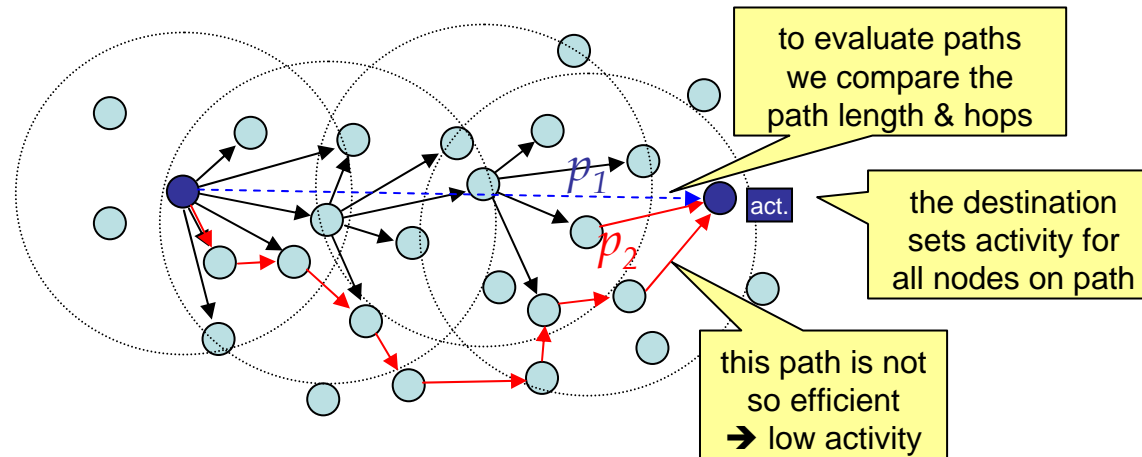 to evaluate paths
we compare the
path length & hops
p1
act.
the destination
sets activity for
all nodes on path
p2
this path is not
so efficient
➔ low activity